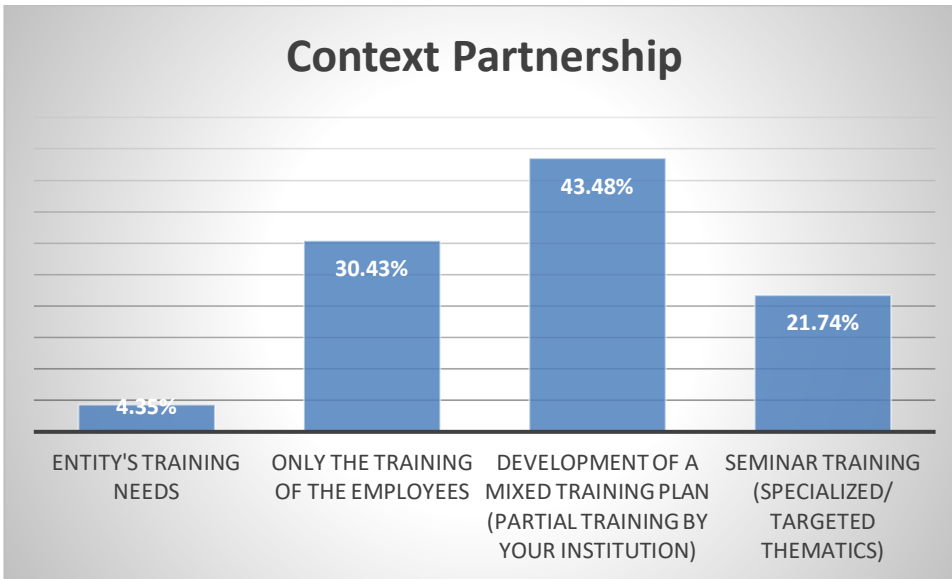 Context Partnership
43.48%
30.43%
21.74%
4.35%
ENTITY'S TRAINING
NEEDS
ONLY THE TRAINING
OF THE EMPLOYEES
DEVELOPMENT OF A
MIXED TRAINING PLAN
(PARTIAL TRAINING BY
YOUR INSTITUTION)
SEMINAR TRAINING
(SPECIALIZED/
TARGETED
THEMATICS)